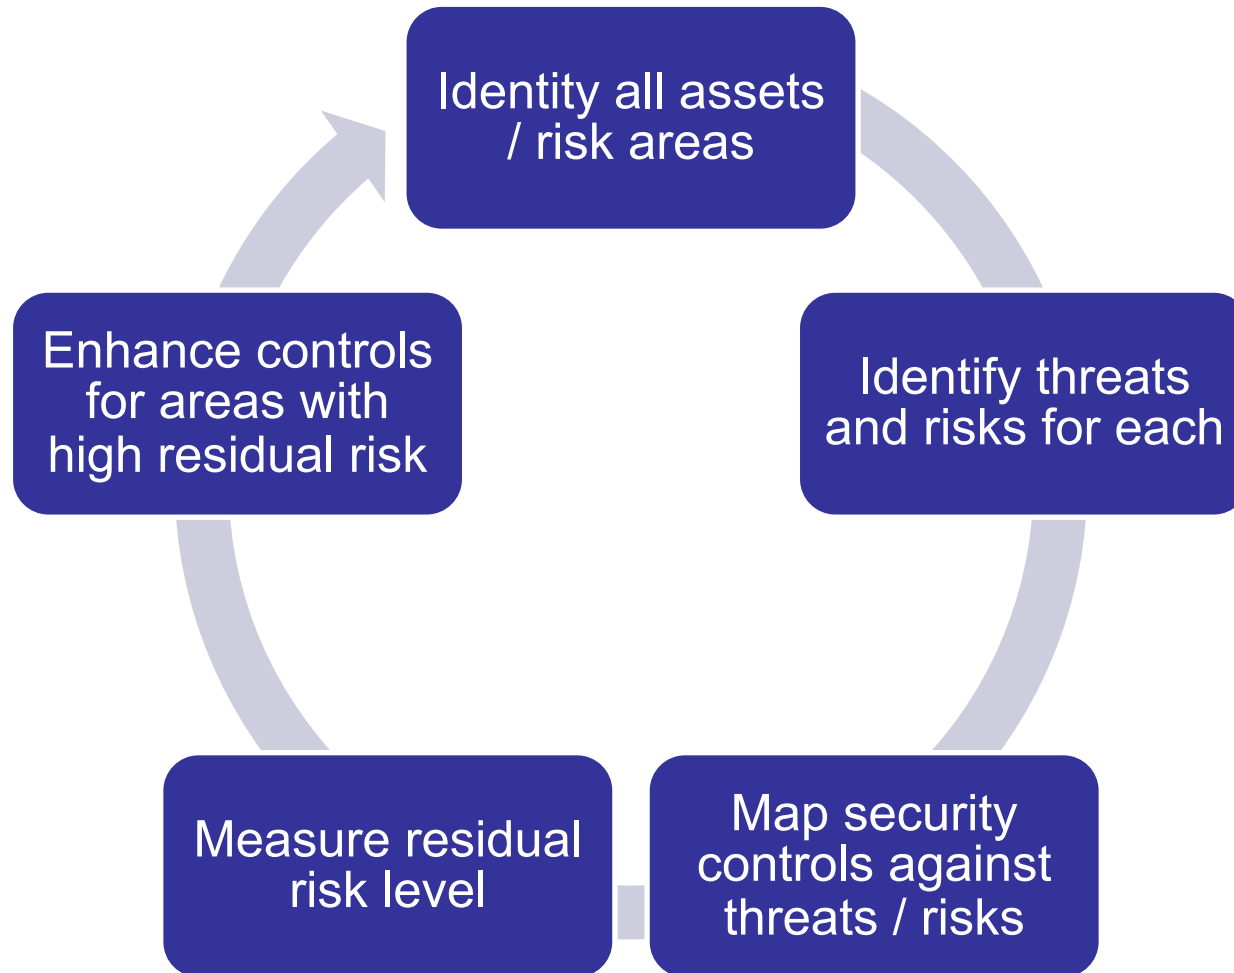 Identity all assets
/ risk areas
Identify threats
and risks for each
Map security
controls against
threats / risks
Measure residual
risk level
Enhance controls
for areas with
high residual risk